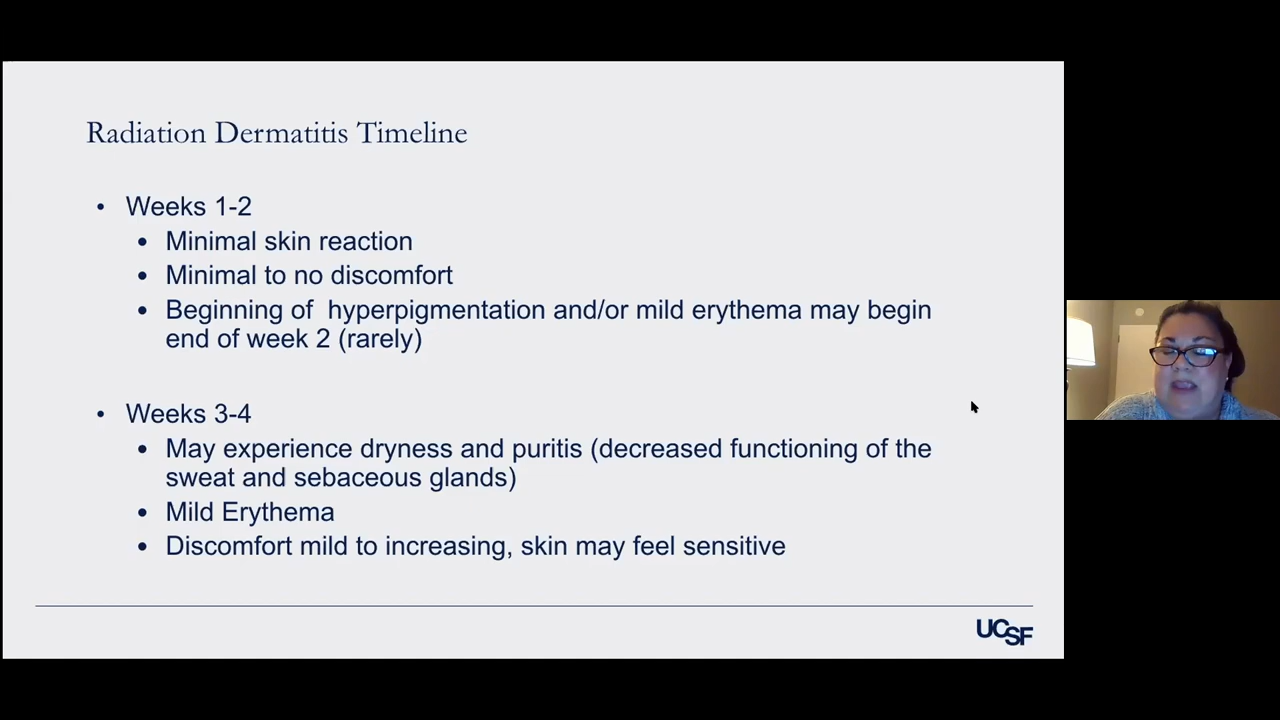 Radiation Dermatitis Timeline
• Weeks 1-2
• Minimal skin reaction
• Minimal to no discomfort
• Beginning of  hyperpigmentation and/or mild erythema may begin
end of week 2 (rarely)
• Weeks 3-4
• May experience dryness and puritis (decreased functioning of the
sweat and sebaceous glands)
• Mild Erythema
• Discomfort mild to increasing, skin may feel sensitive
UCSF